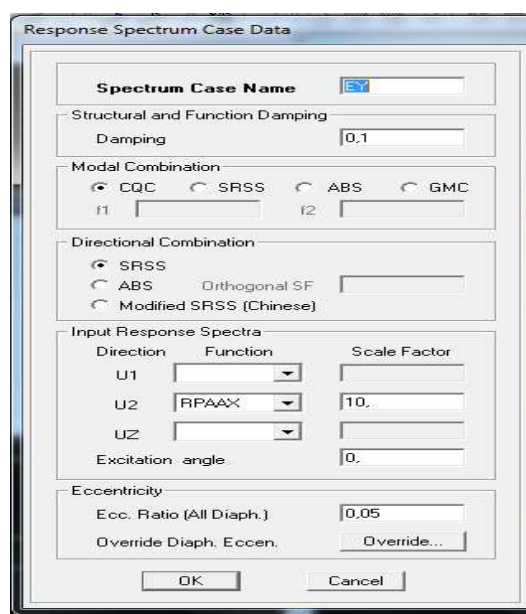 Response Spectrum Case Data
Spectrum Case Name EY
Structural and Function Damping
Damping 0,1
Modal Combination
CQC SRSS ABS GMC
f1 f2
Directional Combination
SRSS
ABS Orthogonal SF
Modified SRSS (Chinese)
Input Response Spectra
Direction Function Scale Factor
U1
U2 RPAAX 10,
UZ
Excitation angle 0,
Eccentricity
Ecc. Ratio (All Diaph.) 0,05
Override Diaph. Eccen. Override...
OK Cancel